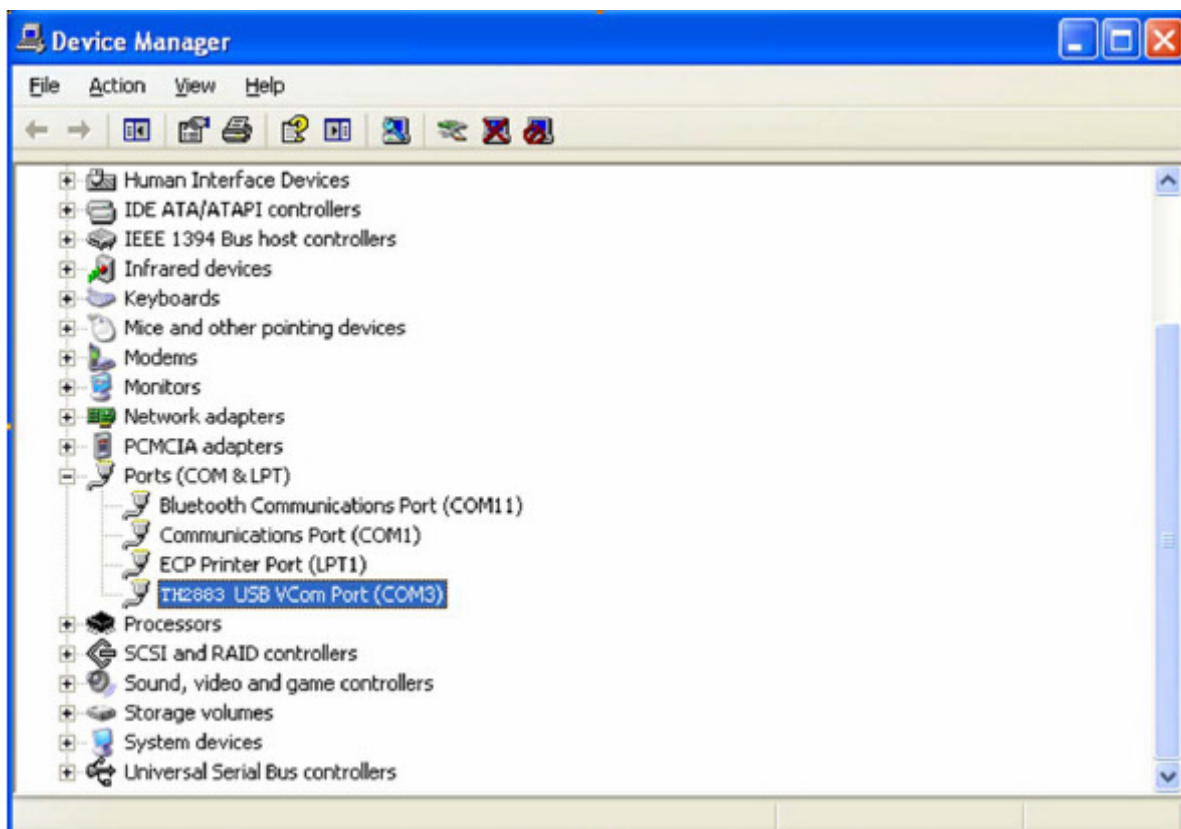 Device Manager
File Action View Help
Human Interface Devices
IDE ATA/ATAPI controllers
IEEE 1394 Bus host controllers
Infrared devices
Keyboards
Mice and other pointing devices
Modems
Monitors
Network adapters
PCMCIA adapters
Ports (COM & LPT)
Bluetooth Communications Port (COM11)
Communications Port (COM1)
ECP Printer Port (LPT1)
TH2883 USB VCom Port (COM3)
Processors
SCSI and RAID controllers
Sound, video and game controllers
Storage volumes
System devices
Universal Serial Bus controllers